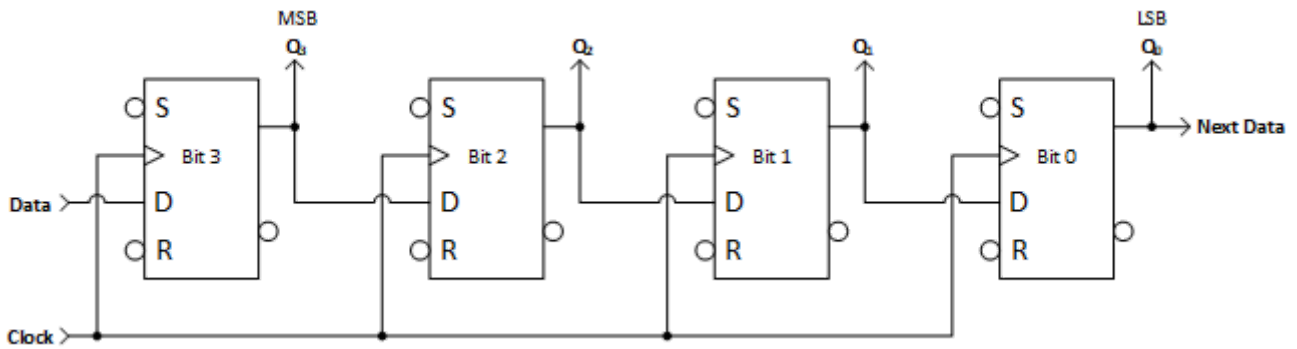 MSB
LSB
Q3
Q2
Q1
Q0
S
S
S
S
Next Data
Bit 3
Bit 2
Bit 1
Bit 0
Data
D
D
D
D
R
R
R
R
Clock